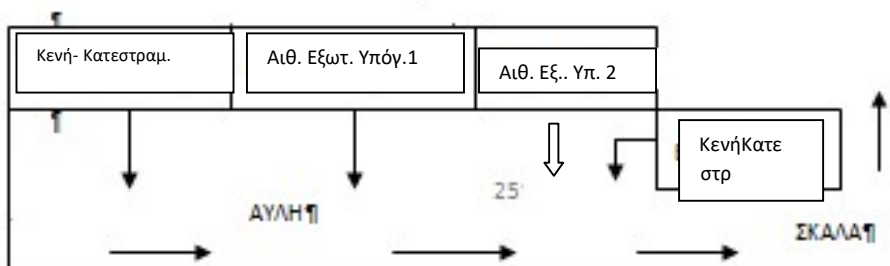 ¶
Κενή- Κατεστραμ.
Αιθ. Εξωτ. Υπόγ.1
Αιθ. Εξ.. Υπ. 2
¶
ΚενήΚατε
στρ
25'
ΑΥΛΗ¶
ΣΚΑΛΑ¶